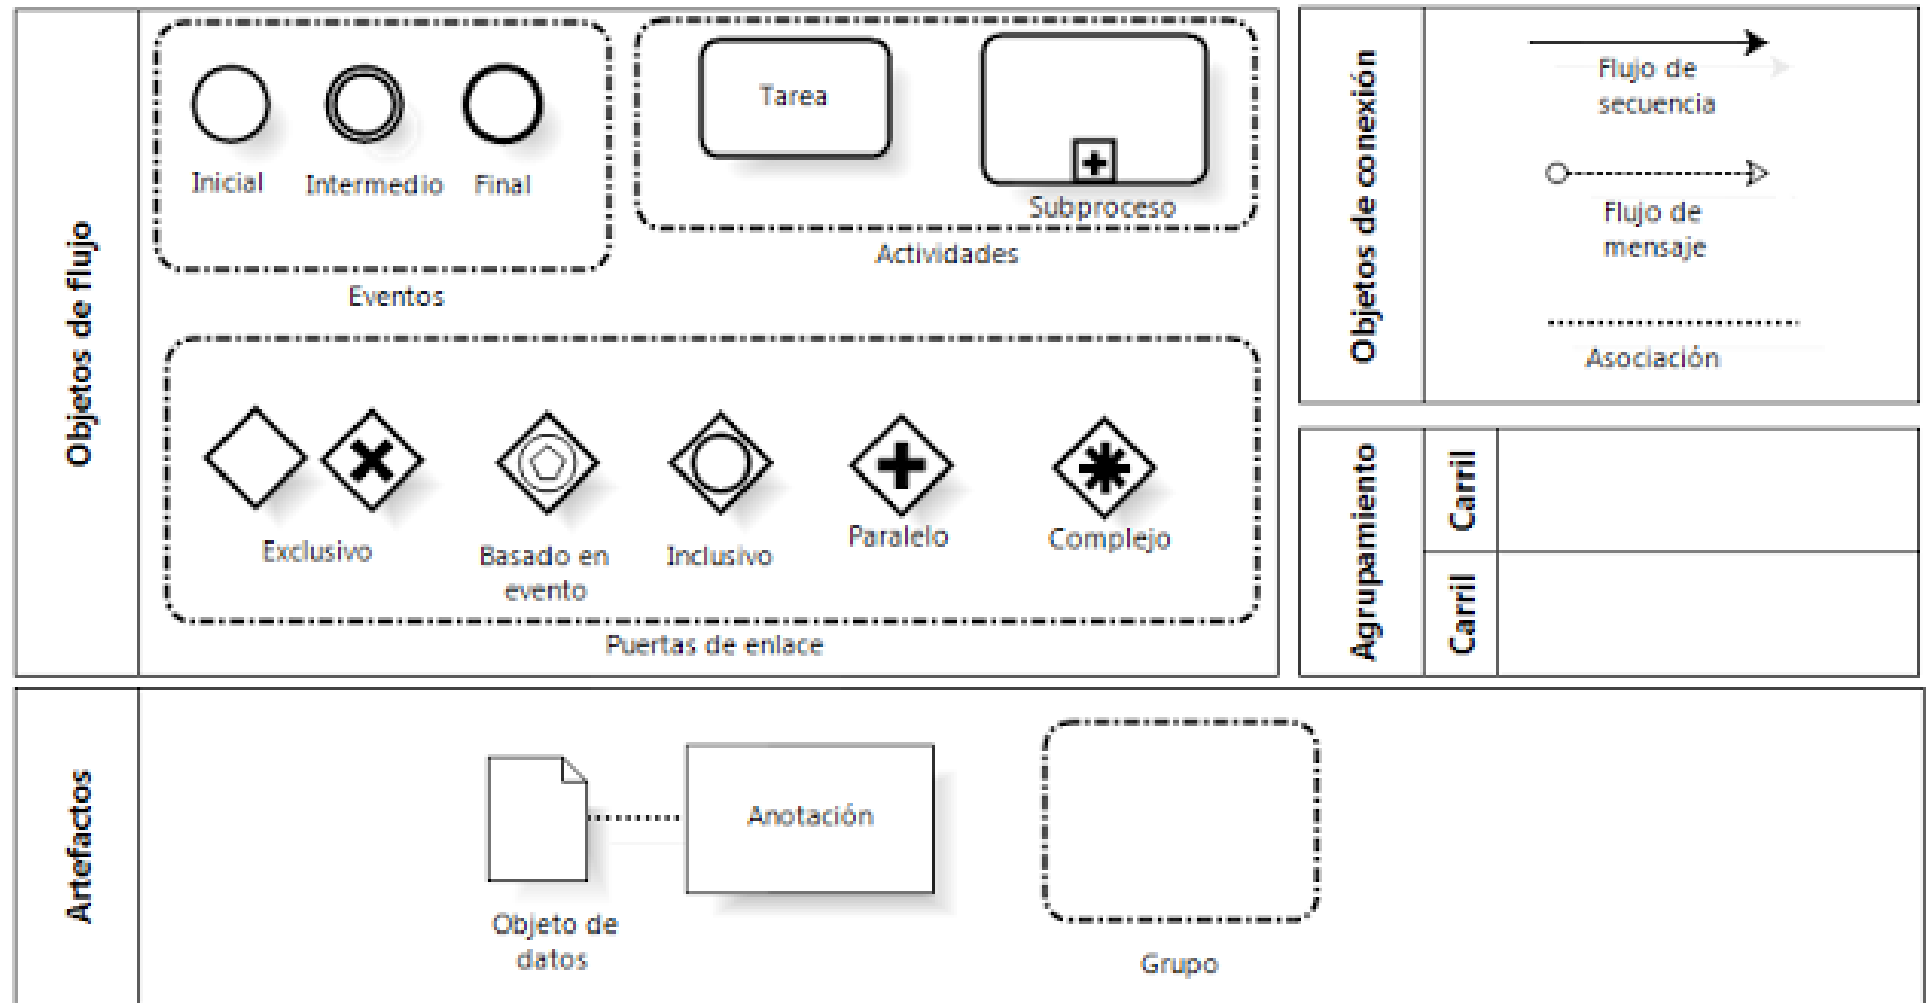 Objetos de flujo
Inicial
Intermedio
Final
Eventos
Tarea
Subproceso
Actividades
Exclusivo
Basado en
evento
Inclusivo
Paralelo
Complejo
Puertas de enlace
Objetos de conexión
Flujo de
secuencia
Flujo de
mensaje
Asociación
Agrupamiento
Carril
Carril
Artefactos
Objeto de
datos
Anotación
Grupo